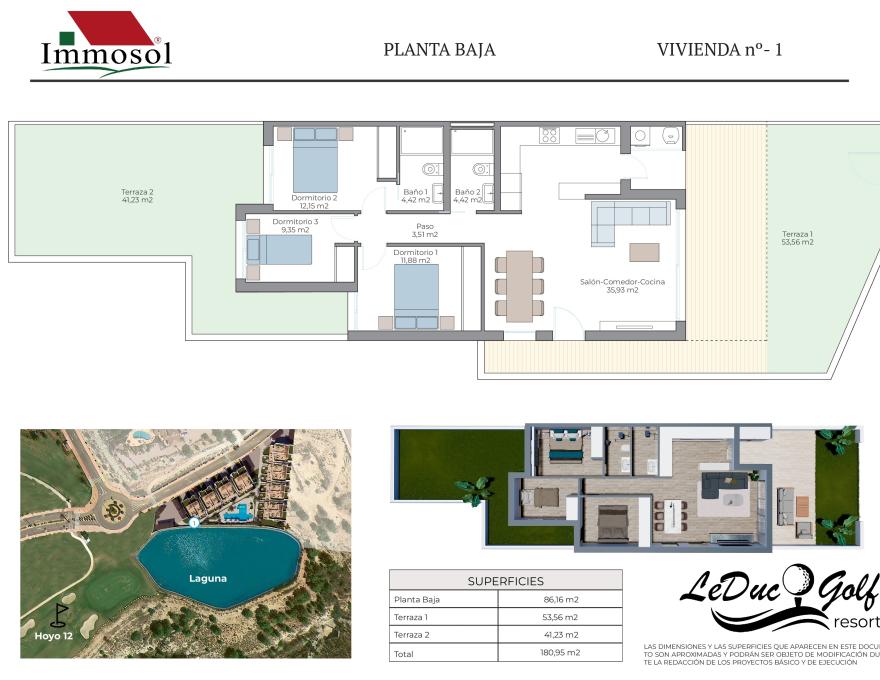 Immosol
PLANTA BAJA
VIVIENDA nº- 1
Terraza 2
41,23 m2
Dormitorio 2
12,15 m2
Baño 1
4,42 m2
Baño 2
4,42 m2
Dormitorio 3
9,35 m2
Paso
3,51 m2
Dormitorio 1
11,88 m2
Salón-Comedor-Cocina
35,93 m2
Terraza 1
53,56 m2
1
Laguna
Hoyo 12
SUPERFICIES
Planta Baja 86,16 m2
Terraza 1 53,56 m2
Terraza 2 41,23 m2
Total 180,95 m2
LeDuc Golf
resort
LAS DIMENSIONES Y LAS SUPERFICIES QUE APARECEN EN ESTE DOCU
TO SON APROXIMADAS Y PODRÁN SER OBJETO DE MODIFICACIÓN DU
TE LA REDACCIÓN DE LOS PROYECTOS BÁSICO Y DE EJECUCIÓN